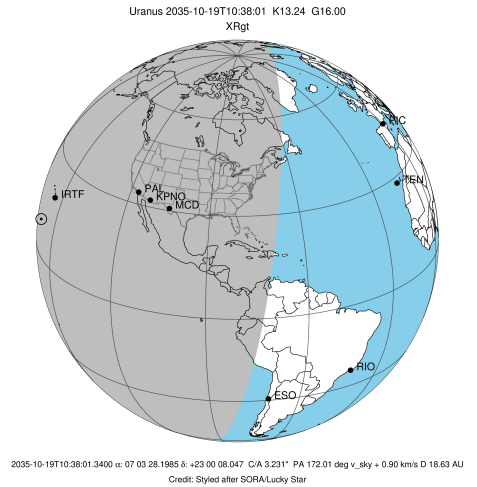 Uranus 2035-10-19T10:38:01  K13.24  G16.00
XRgt
PIC
TEN
PAL
IRTF
KPNO
MCD
RIO
ESO
2035-10-19T10:38:01.3400 α: 07 03 28.1985 δ: +23 00 08.047  C/A 3.231"  PA 172.01 deg v_sky + 0.90 km/s D 18.63 AU
Credit: Styled after SORA/Lucky Star